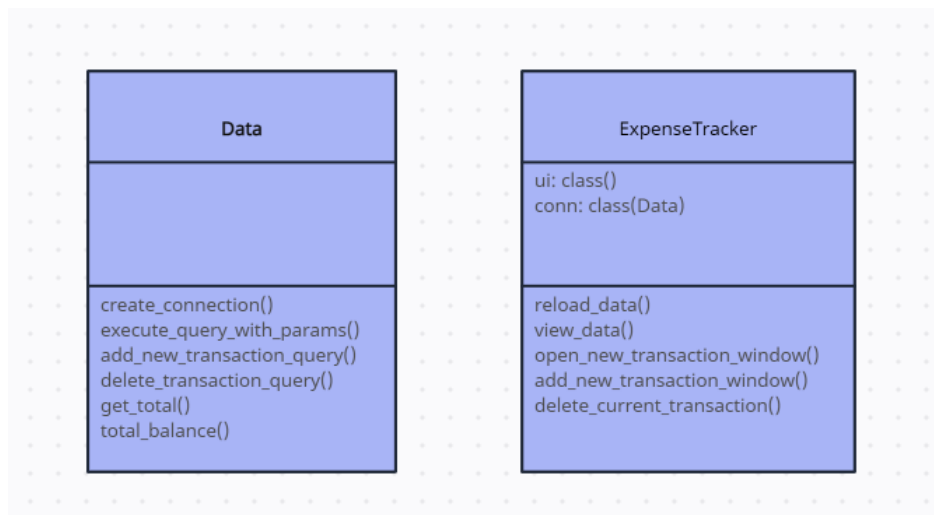 Data
create_connection()
execute_query_with_params()
add_new_transaction_query()
delete_transaction_query()
get_total()
total_balance()
ExpenseTracker
ui: class()
conn: class(Data)
reload_data()
view_data()
open_new_transaction_window()
add_new_transaction_window()
delete_current_transaction()